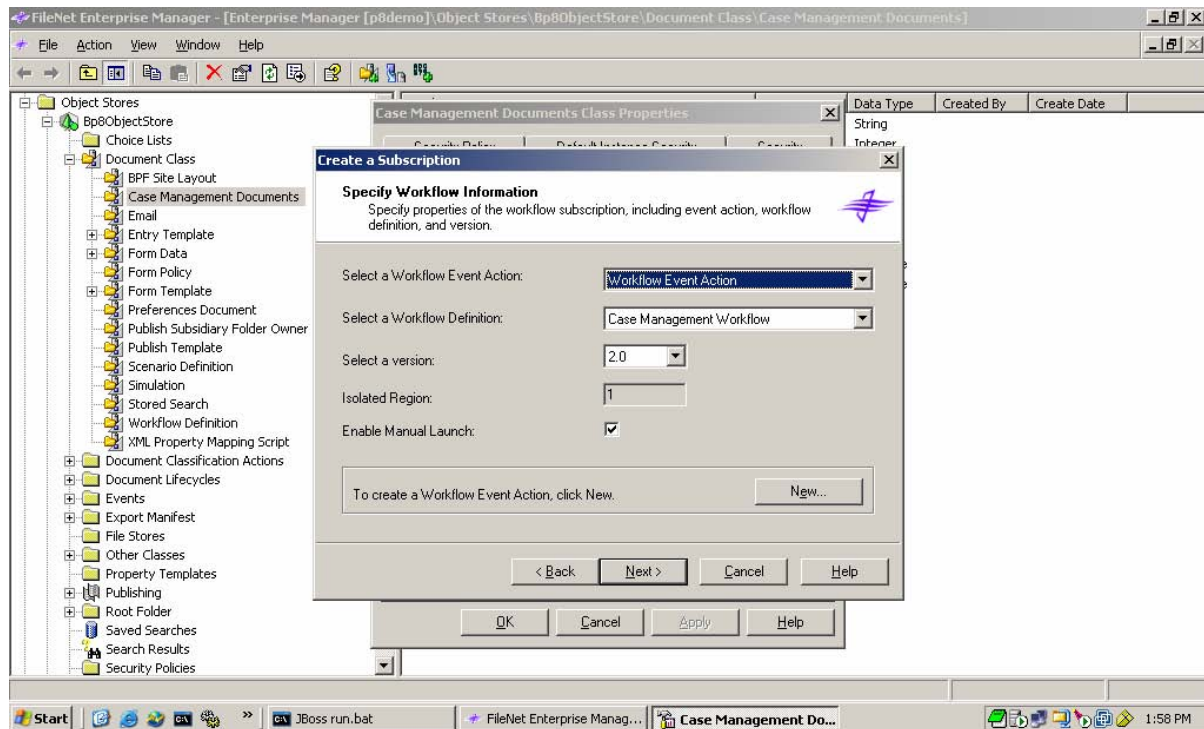 FileNet Enterprise Manager - [Enterprise Manager [p8demo]\Object Stores\Bp8ObjectStore\Document Class\Case Management Documents]
File Action View Window Help
Object Stores
Bp8ObjectStore
Choice Lists
Document Class
BPF Site Layout
Case Management Documents
Email
Entry Template
Form Data
Form Policy
Form Template
Preferences Document
Publish Subsidiary Folder Owner
Publish Template
Scenario Definition
Simulation
Stored Search
Workflow Definition
XML Property Mapping Script
Document Classification Actions
Document Lifecycles
Events
Export Manifest
File Stores
Other Classes
Property Templates
Publishing
Root Folder
Saved Searches
Search Results
Security Policies
Data Type Created By Create Date
String
Integer
Case Management Documents Class Properties
Security Policy Default Instance Security Security
Create a Subscription
Specify Workflow Information
Specify properties of the workflow subscription, including event action, workflow
definition, and version.
Select a Workflow Event Action: Workflow Event Action
Select a Workflow Definition: Case Management Workflow
Select a version: 2.0
Isolated Region: 1
Enable Manual Launch:
To create a Workflow Event Action, click New. New...
< Back Next > Cancel Help
OK Cancel Apply Help
Start » JBoss run.bat FileNet Enterprise Manag... Case Management Do... 1:58 PM